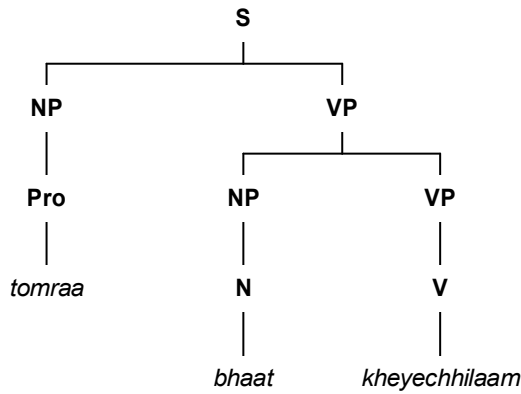 S
NP VP
Pro NP VP
tomraa N V
bhaat kheyechhilaam